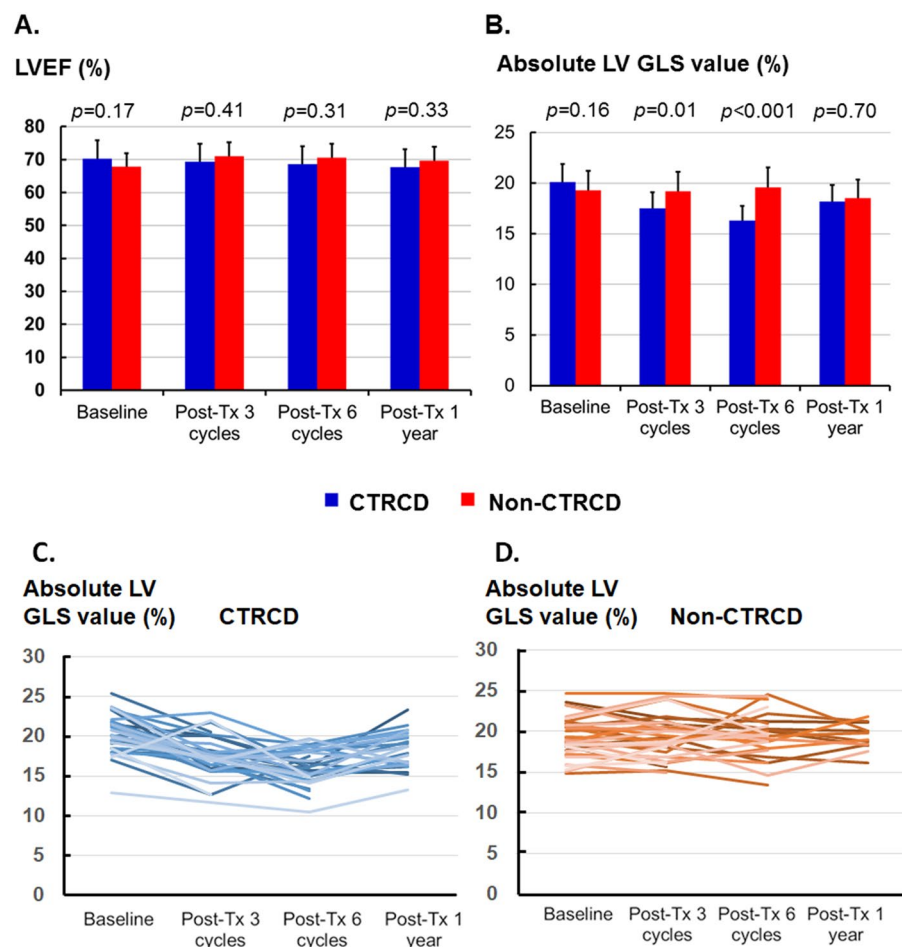 A.
LVEF (%)
p=0.17 p=0.41 p=0.31 p=0.33
80
70
60
50
40
30
20
10
0
Baseline Post-Tx 3 cycles Post-Tx 6 cycles Post-Tx 1 year
B.
Absolute LV GLS value (%)
p=0.16 p=0.01 p<0.001 p=0.70
25
20
15
10
5
0
Baseline Post-Tx 3 cycles Post-Tx 6 cycles Post-Tx 1 year
CTRCD Non-CTRCD
C.
Absolute LV
GLS value (%) CTRCD
30
25
20
15
10
5
0
Baseline Post-Tx 3 cycles Post-Tx 6 cycles Post-Tx 1 year
D.
Absolute LV
GLS value (%) Non-CTRCD
30
25
20
15
10
5
0
Baseline Post-Tx 3 cycles Post-Tx 6 cycles Post-Tx 1 year